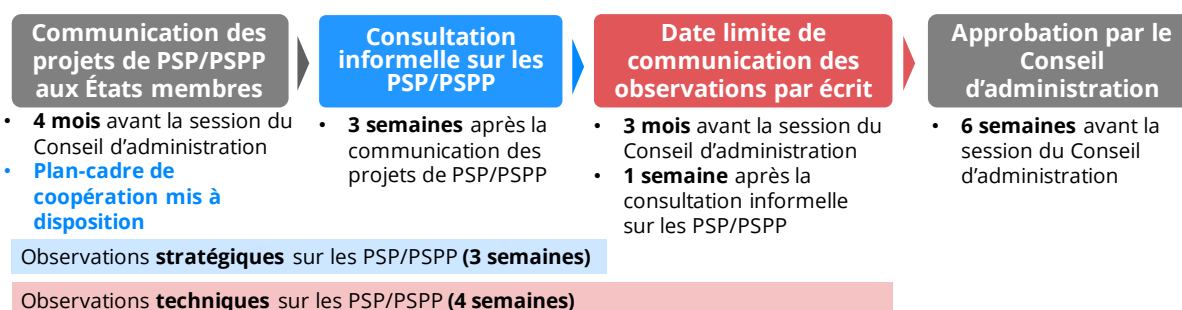 Communication des
projets de PSP/PSPP
aux États membres
Consultation
informelle sur les
PSP/PSPP
Date limite de
communication des
observations par écrit
Approbation par le
Conseil
d’administration
• 4 mois avant la session du
Conseil d’administration
• Plan-cadre de
coopération mis à
disposition
• 3 semaines après la
communication des
projets de PSP/PSPP
• 3 mois avant la session du
Conseil d’administration
• 1 semaine après la
consultation informelle
sur les PSP/PSPP
• 6 semaines avant la
session du Conseil
d’administration
Observations stratégiques sur les PSP/PSPP (3 semaines)
Observations techniques sur les PSP/PSPP (4 semaines)